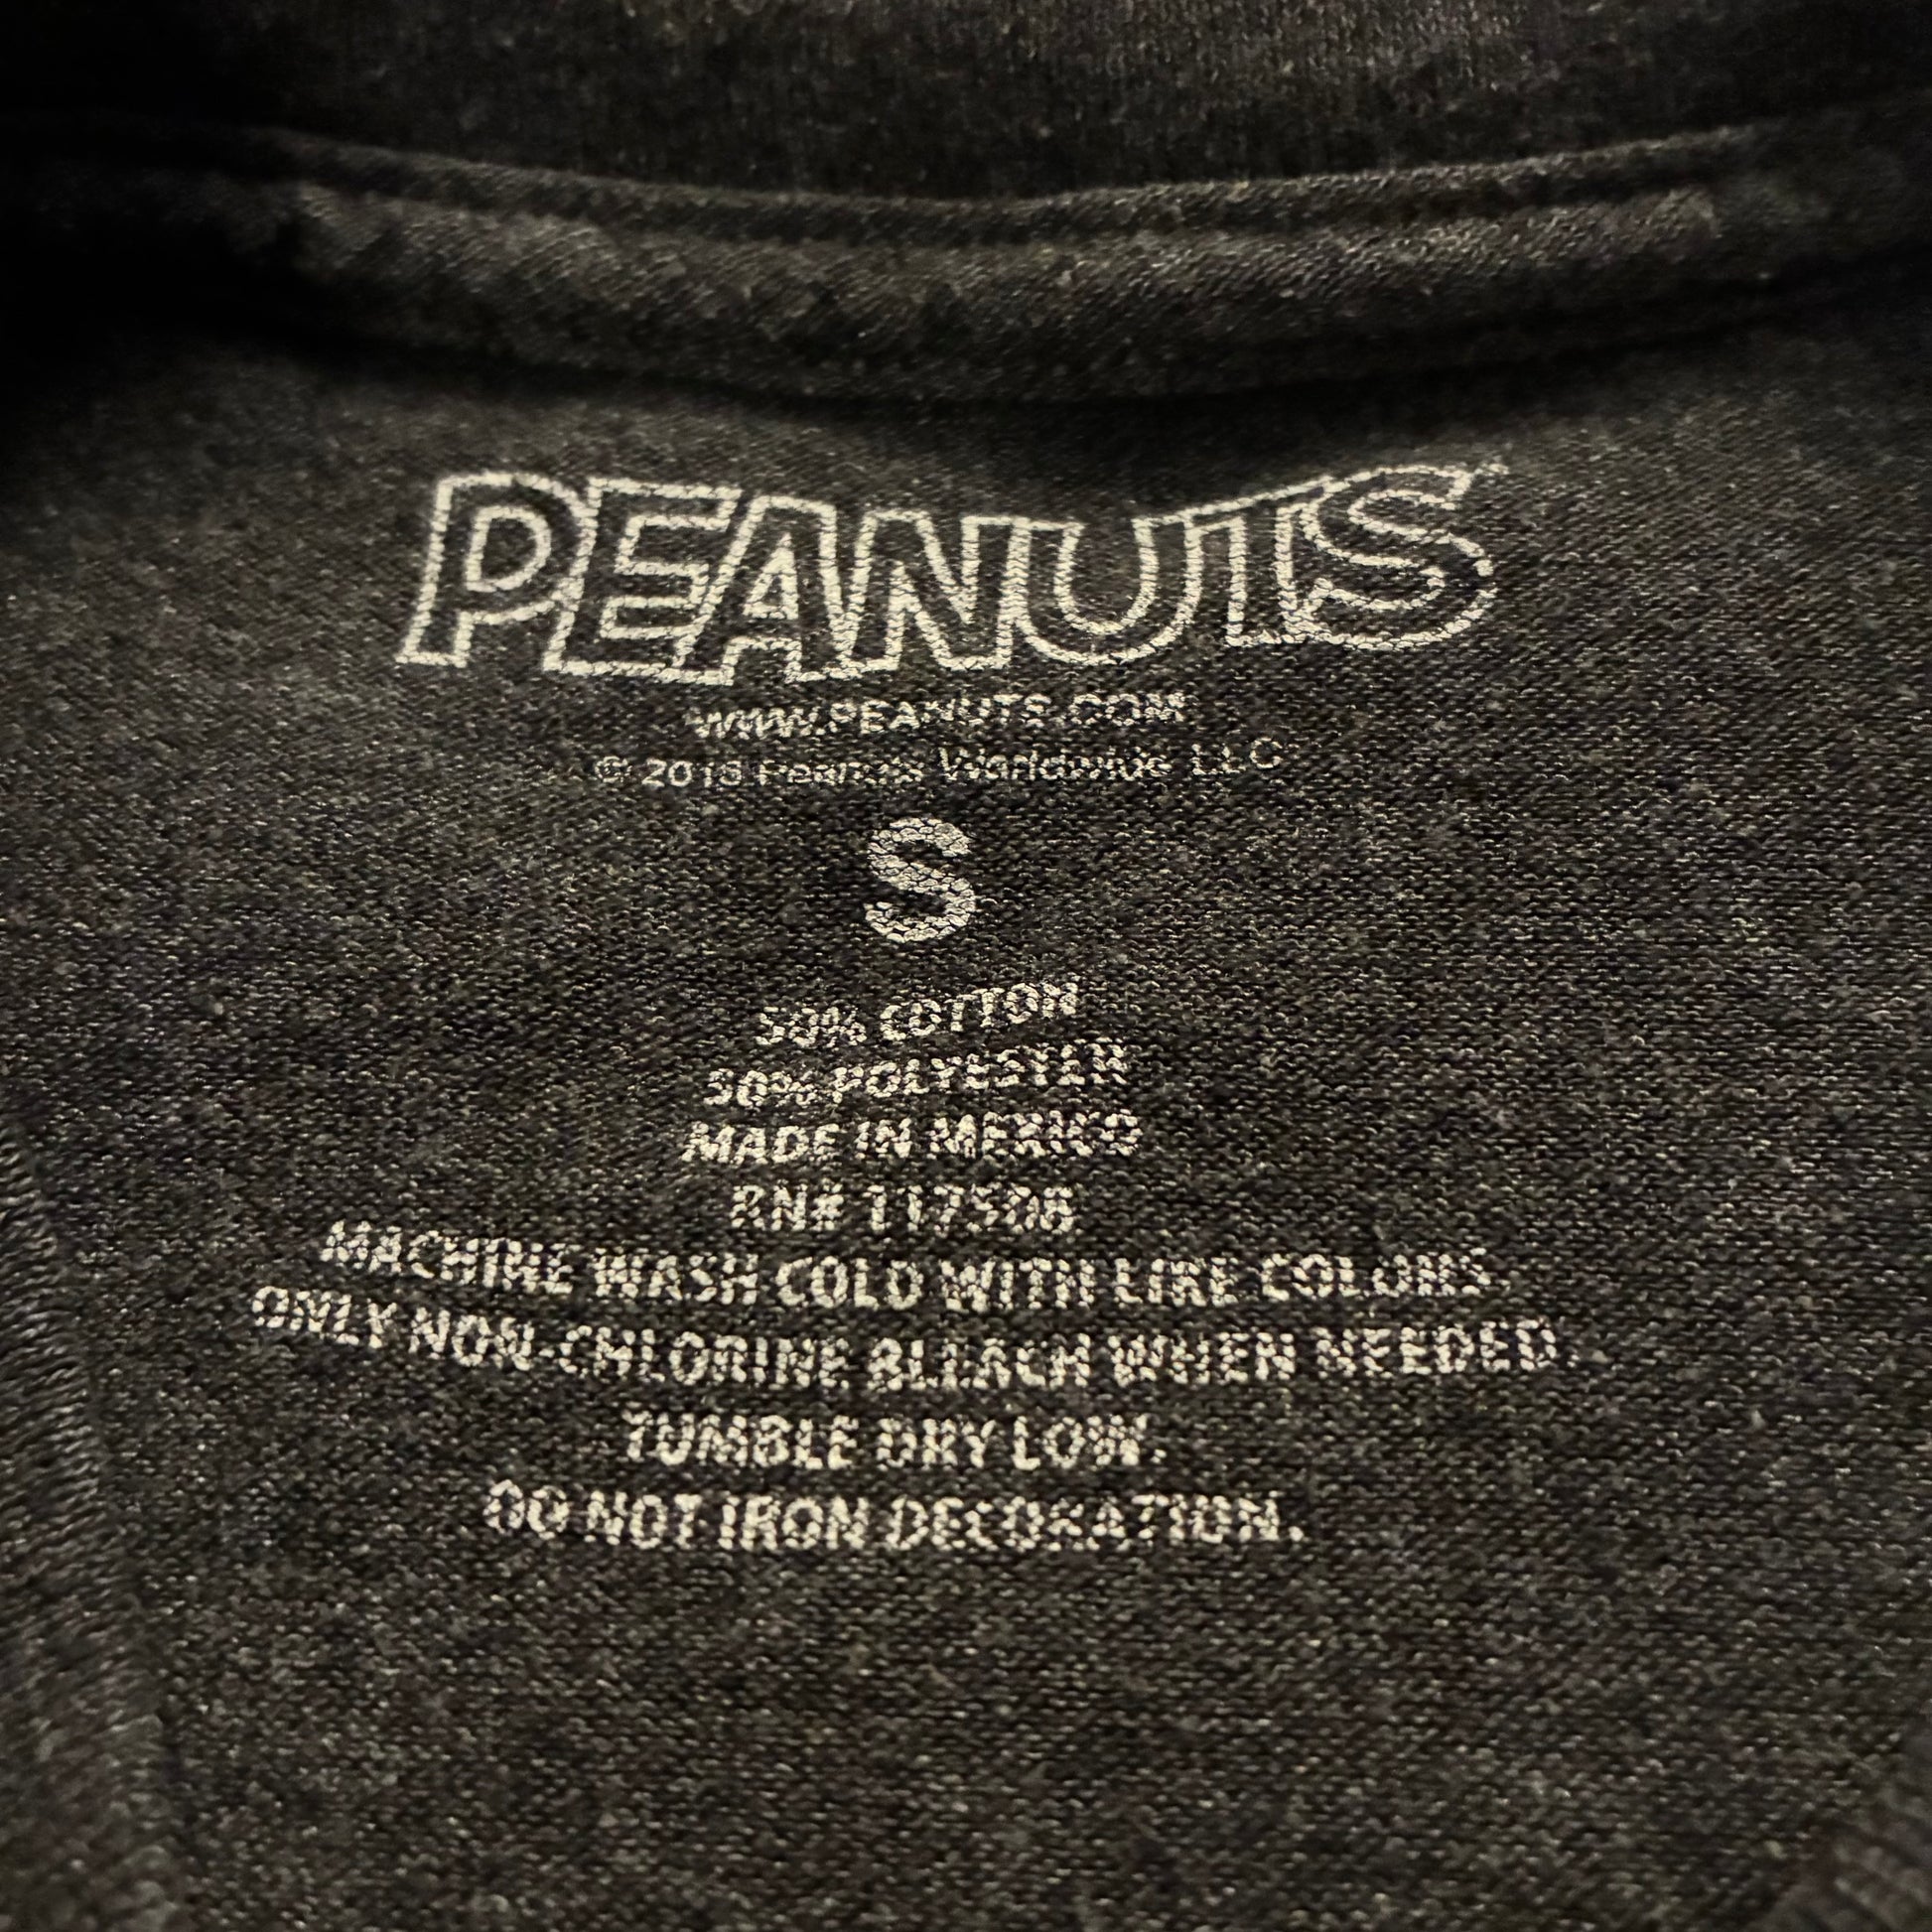 PEANUTS
WWW.PEANUTS.COM
© Peanuts Worldwide LLC
S
50% COTTON
50% POLYESTER
MADE IN MEXICO
RN# 117506
MACHINE WASH COLD WITH LIKE COLORS.
ONLY NON-CHLORINE BLEACH WHEN NEEDED.
TUMBLE DRY LOW.
DO NOT IRON DECORATION.